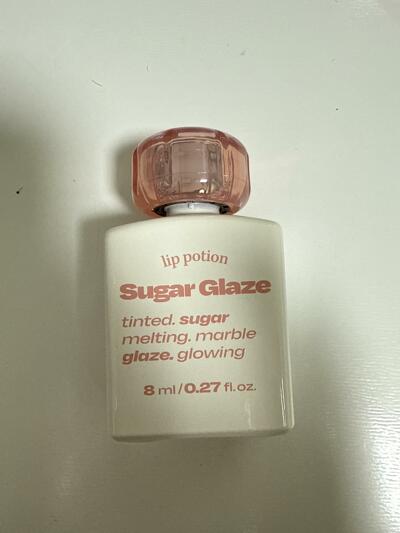 lip potion
Sugar Glaze
tinted. sugar
melting. marble
glaze. glowing
8 ml/0.27 fl.oz.